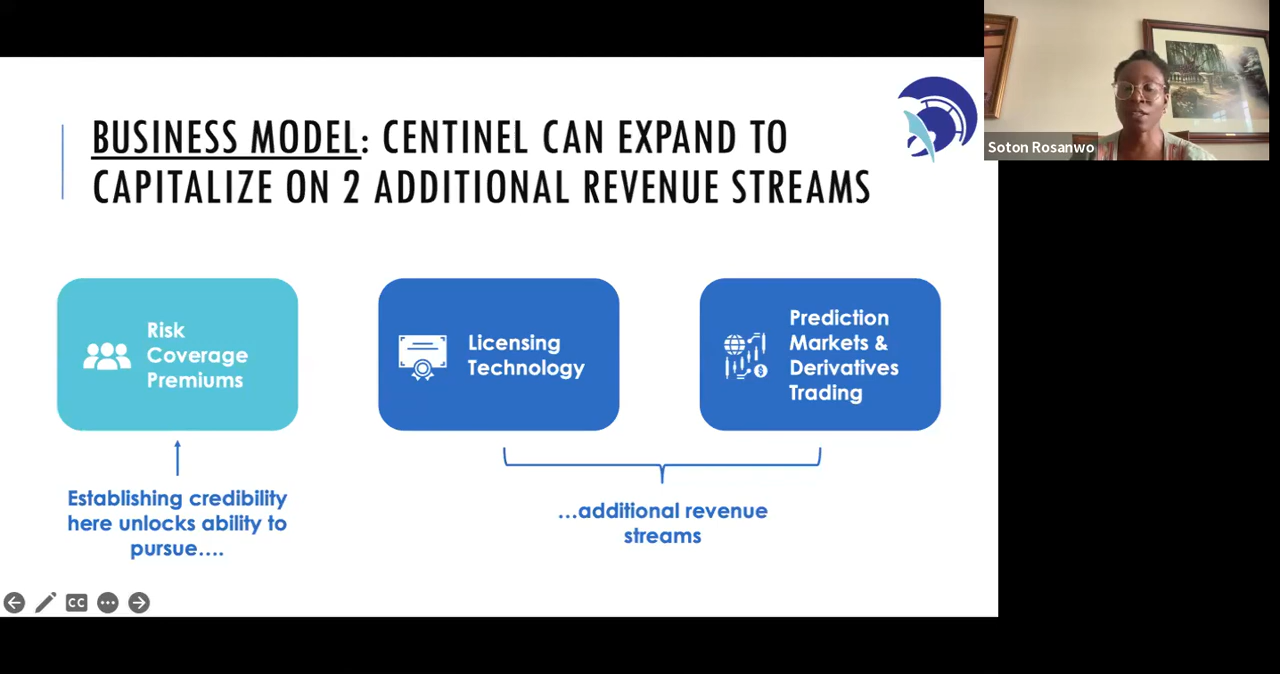 BUSINESS MODEL: CENTINEL CAN EXPAND TO
CAPITALIZE ON 2 ADDITIONAL REVENUE STREAMS
Soton Rosanwo
Risk
Coverage
Premiums
Licensing
Technology
Prediction
Markets &
Derivatives
Trading
Establishing credibility
here unlocks ability to
pursue....
...additional revenue
streams
CC